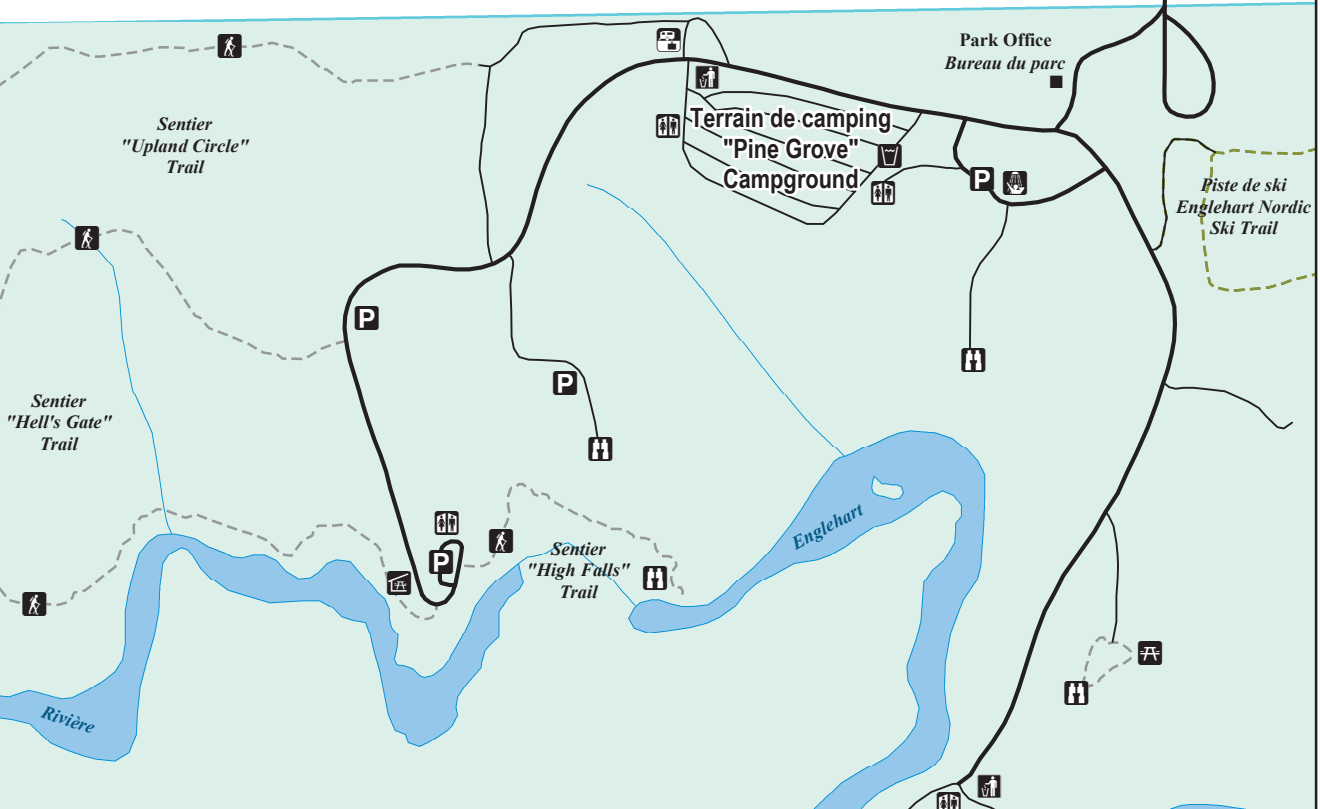 Park Office
Bureau du parc
Terrain de camping
"Pine Grove"
Campground
Sentier
"Upland Circle"
Trail
P
Piste de ski
Englehart Nordic
Ski Trail
P
P
Sentier
"Hell's Gate"
Trail
Englehart
Sentier
"High Falls"
Trail
P
Rivière